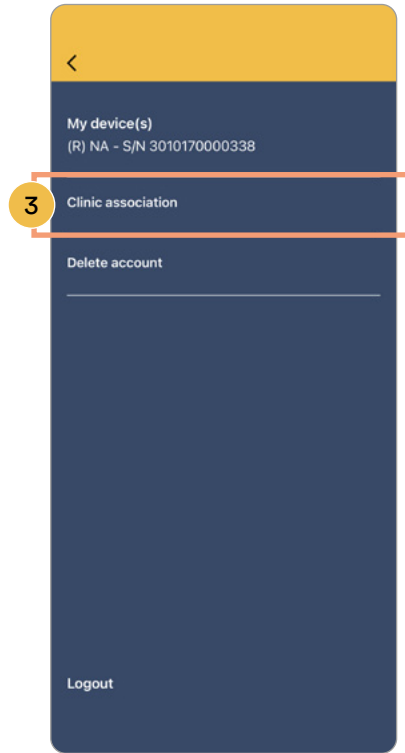 My device(s)
(R) NA - S/N 3010170000338
3
Clinic association
Delete account
Logout